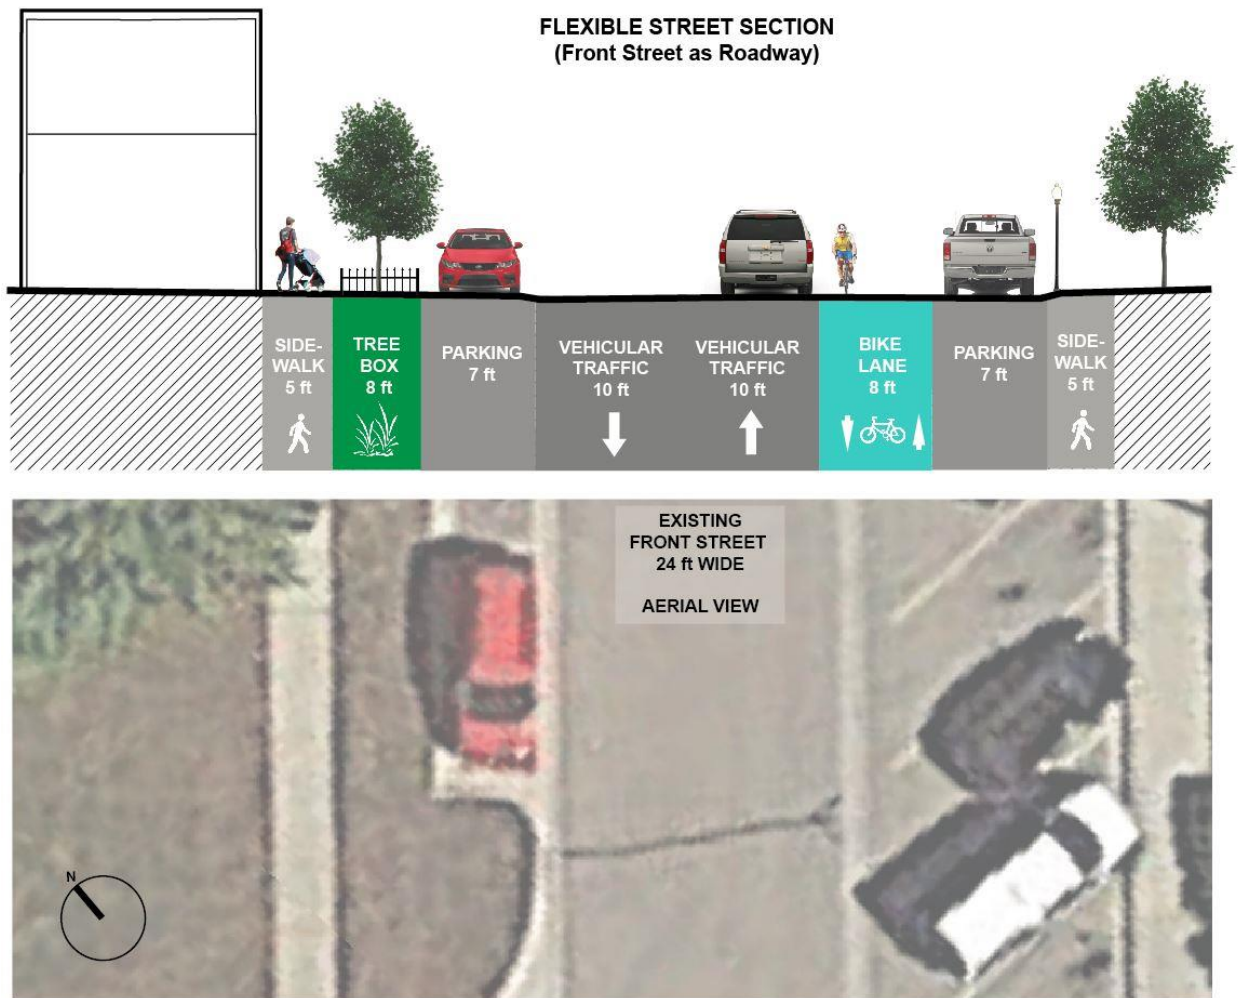 FLEXIBLE STREET SECTION
(Front Street as Roadway)
SIDE-
WALK
5 ft
TREE
BOX
8 ft
PARKING
7 ft
VEHICULAR
TRAFFIC
10 ft
VEHICULAR
TRAFFIC
10 ft
BIKE
LANE
8 ft
PARKING
7 ft
SIDE-
WALK
5 ft
EXISTING
FRONT STREET
24 ft WIDE
AERIAL VIEW
N